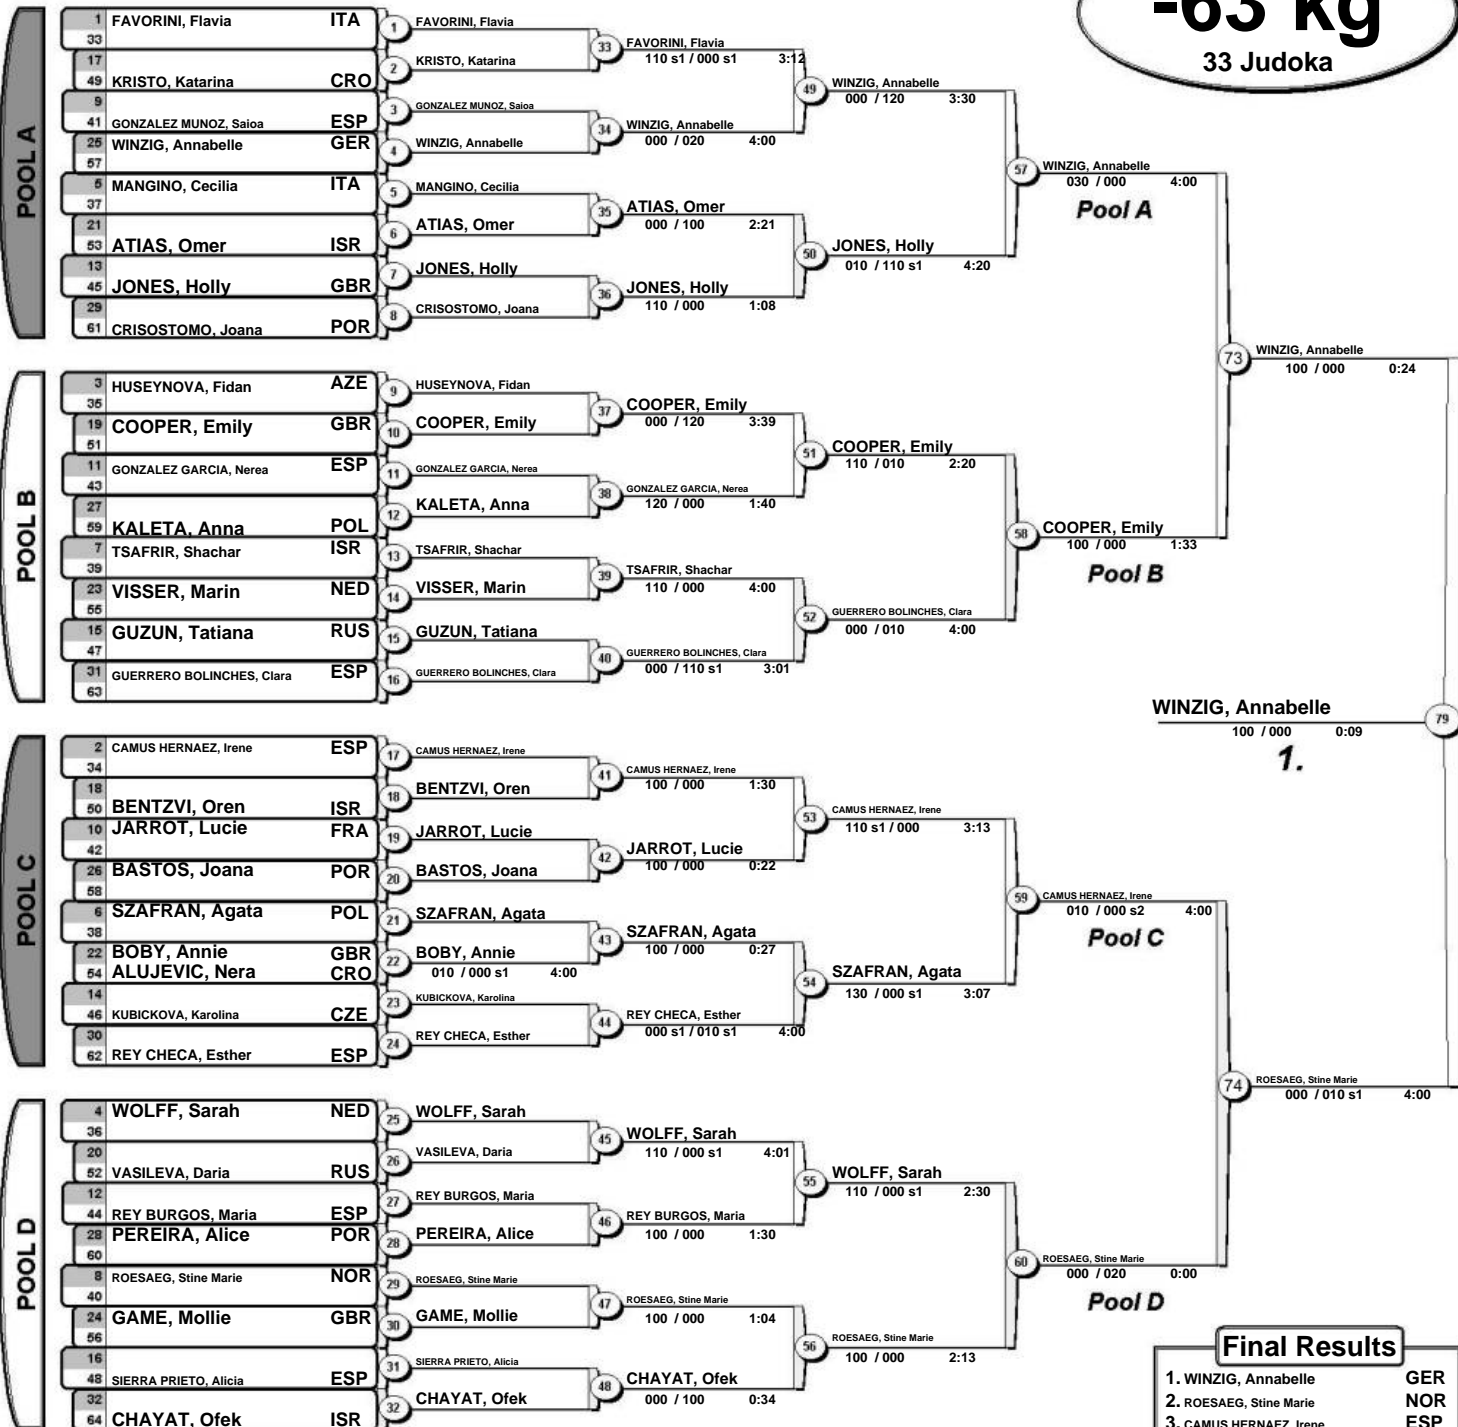 -63 kg
33 Judoka
POOL A
1 FAVORINI, Flavia ITA
33
17
49 KRISTO, Katarina CRO
9
41 GONZALEZ MUNOZ, Saioa ESP
25 WINZIG, Annabelle GER
57
5 MANGINO, Cecilia ITA
37
21
53 ATIAS, Omer ISR
13
45 JONES, Holly GBR
29
61 CRISOSTOMO, Joana POR
1 FAVORINI, Flavia
2 KRISTO, Katarina
3 GONZALEZ MUNOZ, Saioa
4 WINZIG, Annabelle
5 MANGINO, Cecilia
6 ATIAS, Omer
7 JONES, Holly
8 CRISOSTOMO, Joana
33 FAVORINI, Flavia
110 s1 / 000 s1 3:12
34 WINZIG, Annabelle
000 / 020 4:00
35 ATIAS, Omer
000 / 100 2:21
36 JONES, Holly
110 / 000 1:08
49 WINZIG, Annabelle
000 / 120 3:30
50 JONES, Holly
010 / 110 s1 4:20
57 WINZIG, Annabelle
030 / 000 4:00
Pool A
POOL B
3 HUSEYNOVA, Fidan AZE
35
19 COOPER, Emily GBR
51
11 GONZALEZ GARCIA, Nerea ESP
43
27
59 KALETA, Anna POL
7 TSAFRIR, Shachar ISR
39
23 VISSER, Marin NED
55
15 GUZUN, Tatiana RUS
47
31 GUERRERO BOLINCHES, Clara ESP
63
9 HUSEYNOVA, Fidan
10 COOPER, Emily
11 GONZALEZ GARCIA, Nerea
12 KALETA, Anna
13 TSAFRIR, Shachar
14 VISSER, Marin
15 GUZUN, Tatiana
16 GUERRERO BOLINCHES, Clara
37 COOPER, Emily
000 / 120 3:39
38 GONZALEZ GARCIA, Nerea
120 / 000 1:40
39 TSAFRIR, Shachar
110 / 000 4:00
40 GUERRERO BOLINCHES, Clara
000 / 110 s1 3:01
51 COOPER, Emily
110 / 010 2:20
52 GUERRERO BOLINCHES, Clara
000 / 010 4:00
58 COOPER, Emily
100 / 000 1:33
Pool B
73 WINZIG, Annabelle
100 / 000 0:24
WINZIG, Annabelle 79
100 / 000 0:09
1.
POOL C
2 CAMUS HERNAEZ, Irene ESP
34
18
50 BENTZVI, Oren ISR
10 JARROT, Lucie FRA
42
26 BASTOS, Joana POR
58
6 SZAFRAN, Agata POL
38
22 BOBY, Annie GBR
54 ALUJEVIC, Nera CRO
14
46 KUBICKOVA, Karolina CZE
30
62 REY CHECA, Esther ESP
17 CAMUS HERNAEZ, Irene
18 BENTZVI, Oren
19 JARROT, Lucie
20 BASTOS, Joana
21 SZAFRAN, Agata
22 BOBY, Annie
010 / 000 s1 4:00
23 KUBICKOVA, Karolina
24 REY CHECA, Esther
41 CAMUS HERNAEZ, Irene
100 / 000 1:30
42 JARROT, Lucie
100 / 000 0:22
43 SZAFRAN, Agata
100 / 000 0:27
44 REY CHECA, Esther
000 s1 / 010 s1 4:00
53 CAMUS HERNAEZ, Irene
110 s1 / 000 3:13
54 SZAFRAN, Agata
130 / 000 s1 3:07
59 CAMUS HERNAEZ, Irene
010 / 000 s2 4:00
Pool C
POOL D
4 WOLFF, Sarah NED
36
20
52 VASILEVA, Daria RUS
12
44 REY BURGOS, Maria ESP
28 PEREIRA, Alice POR
60
8 ROESAEG, Stine Marie NOR
40
24 GAME, Mollie GBR
56
16
48 SIERRA PRIETO, Alicia ESP
32
64 CHAYAT, Ofek ISR
25 WOLFF, Sarah
26 VASILEVA, Daria
27 REY BURGOS, Maria
28 PEREIRA, Alice
29 ROESAEG, Stine Marie
30 GAME, Mollie
31 SIERRA PRIETO, Alicia
32 CHAYAT, Ofek
45 WOLFF, Sarah
110 / 000 s1 4:01
46 REY BURGOS, Maria
100 / 000 1:30
47 ROESAEG, Stine Marie
100 / 000 1:04
48 CHAYAT, Ofek
000 / 100 0:34
55 WOLFF, Sarah
110 / 000 s1 2:30
56 ROESAEG, Stine Marie
100 / 000 2:13
60 ROESAEG, Stine Marie
000 / 020 0:00
Pool D
74 ROESAEG, Stine Marie
000 / 010 s1 4:00
Final Results
1. WINZIG, Annabelle GER
2. ROESAEG, Stine Marie NOR
3. CAMUS HERNAEZ, Irene ESP